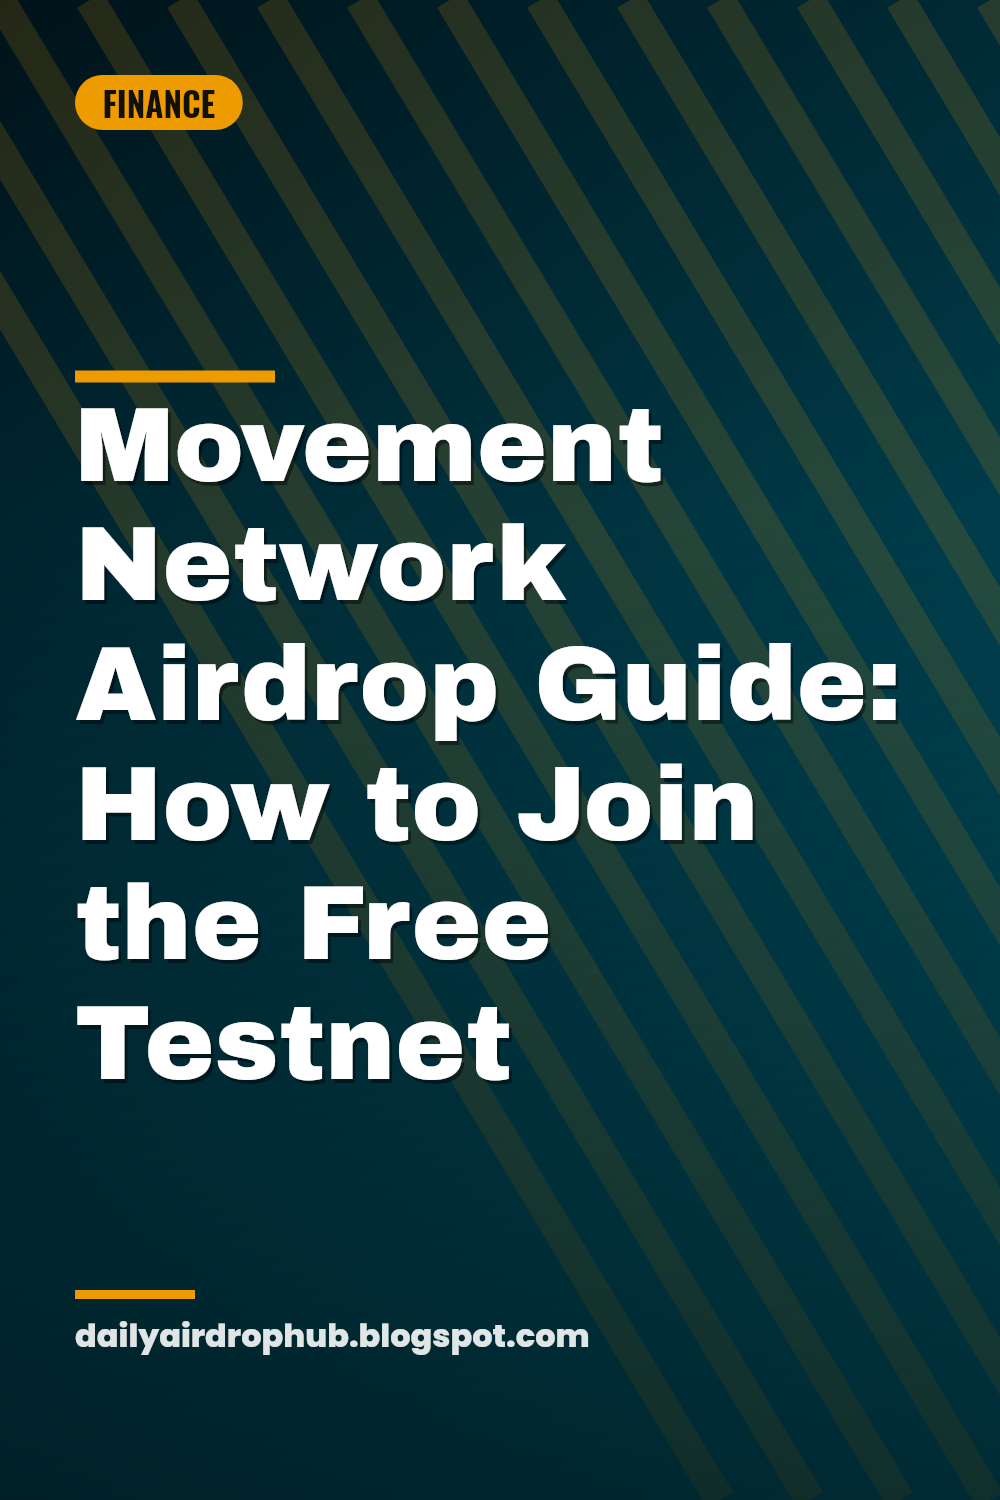 FINANCE
Movement
Network
Airdrop Guide:
How to Join
the Free
Testnet
dailyairdrophub.blogspot.com